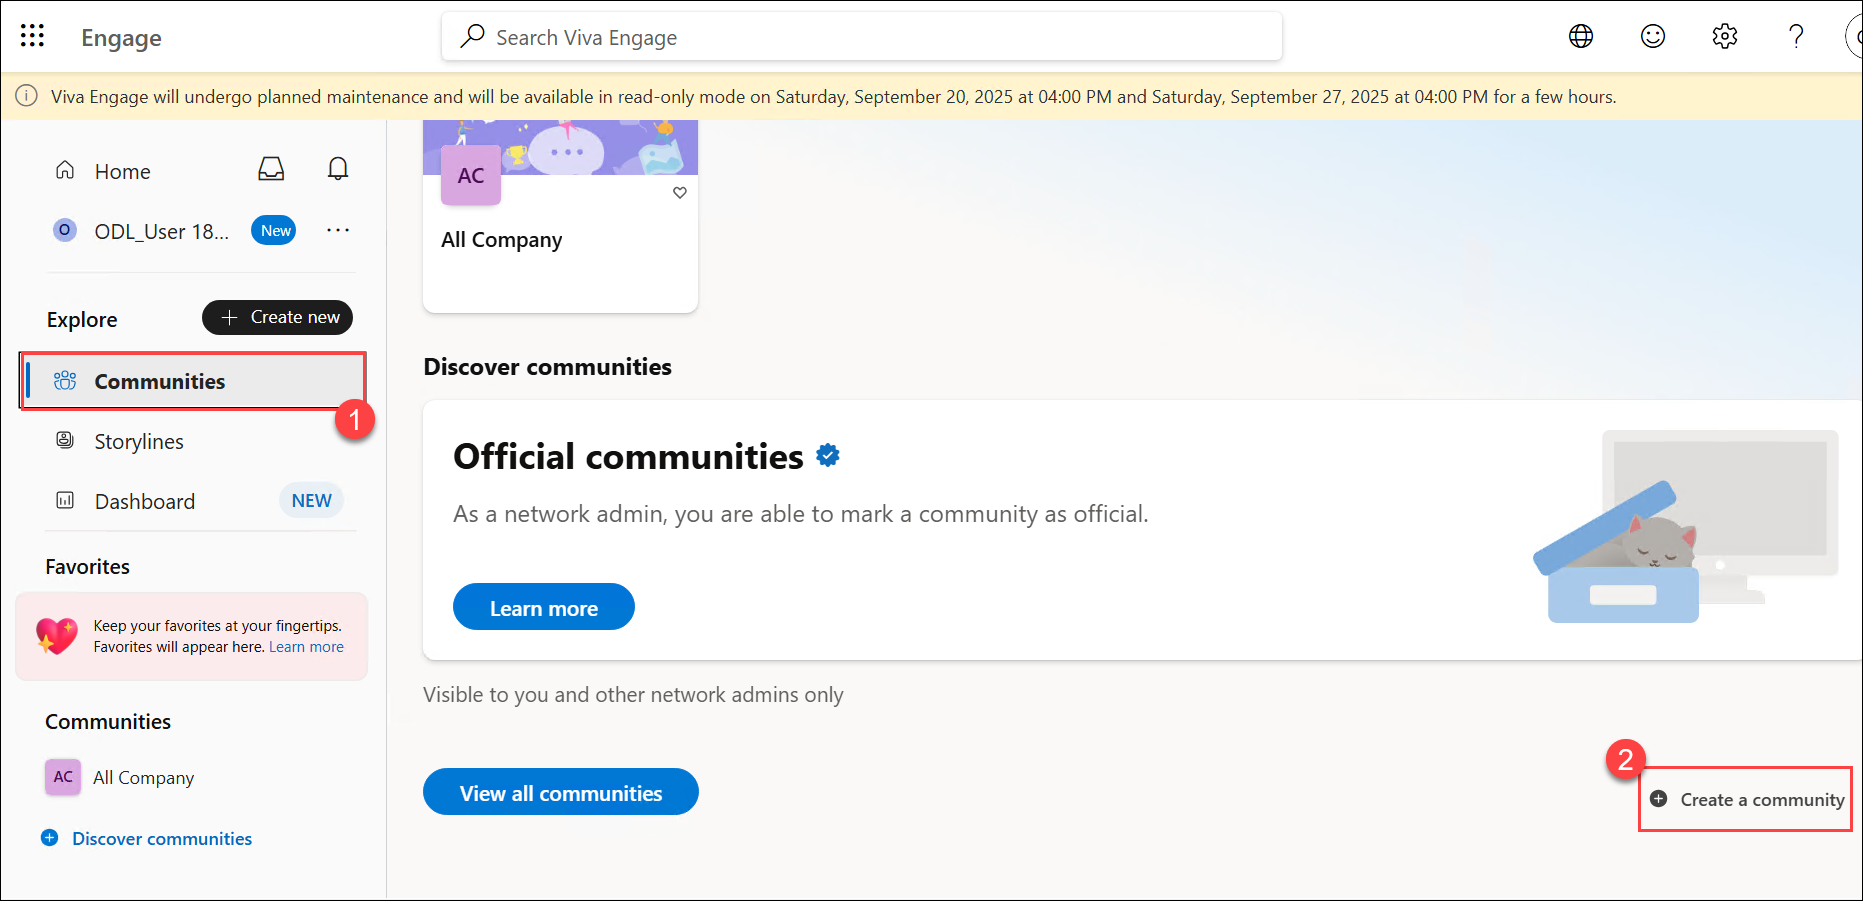 Engage
Search Viva Engage
Viva Engage will undergo planned maintenance and will be available in read-only mode on Saturday, September 20, 2025 at 04:00 PM and Saturday, September 27, 2025 at 04:00 PM for a few hours.
Home
O ODL_User 18... New
Explore
Create new
Communities
1
Storylines
Dashboard NEW
Favorites
Keep your favorites at your fingertips.
Favorites will appear here. Learn more
Communities
AC All Company
Discover communities
AC
All Company
Discover communities
Official communities
As a network admin, you are able to mark a community as official.
Learn more
Visible to you and other network admins only
View all communities
2
Create a community